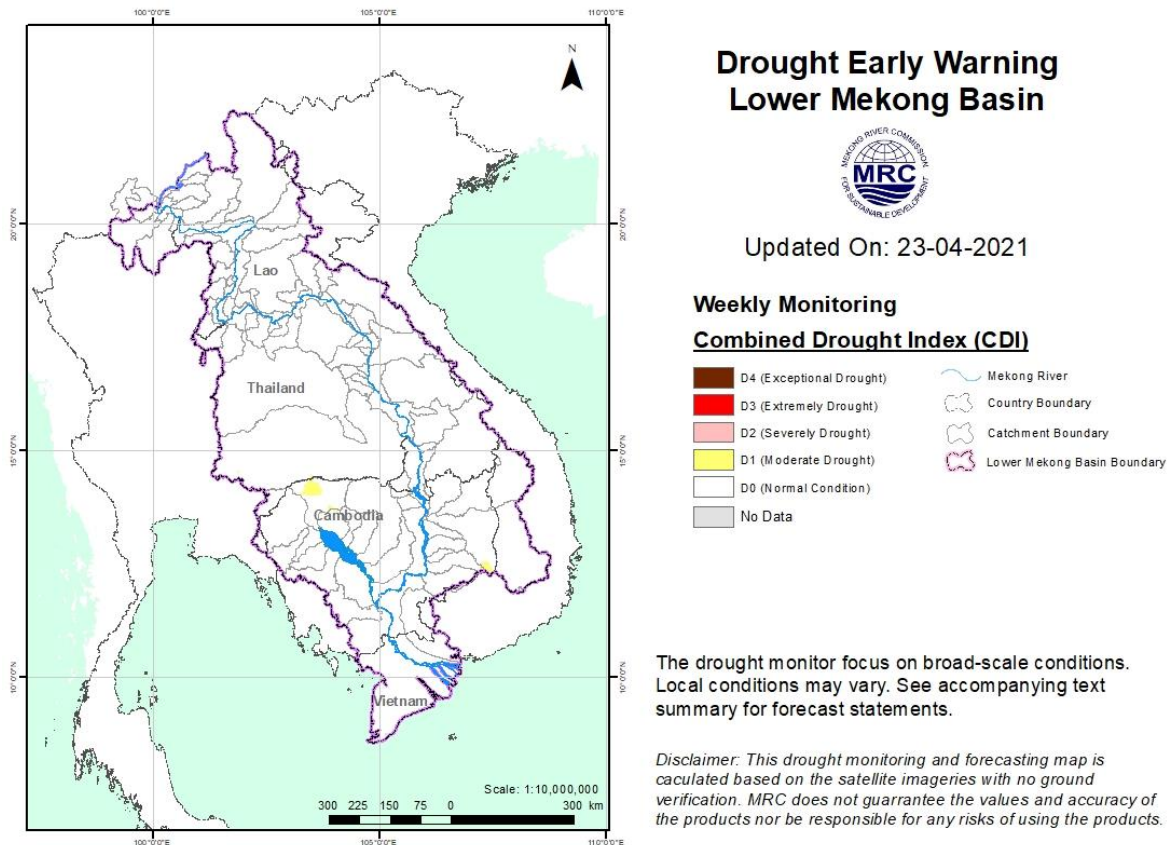 100°0'0"E
105°0'0"E
110°0'0"E
20°0'0"N
15°0'0"N
10°0'0"N
20°0'0"N
15°0'0"N
10°0'0"N
N
Lao
Thailand
Cambodia
Vietnam
Scale: 1:10,000,000
300 225 150 75 0 300 km
100°0'0"E
105°0'0"E
110°0'0"E
Drought Early Warning
Lower Mekong Basin
MEKONG RIVER COMMISSION
MRC
FOR SUSTAINABLE DEVELOPMENT
Updated On: 23-04-2021
Weekly Monitoring
Combined Drought Index (CDI)
D4 (Exceptional Drought)
D3 (Extremely Drought)
D2 (Severely Drought)
D1 (Moderate Drought)
D0 (Normal Condition)
No Data
Mekong River
Country Boundary
Catchment Boundary
Lower Mekong Basin Boundary
The drought monitor focus on broad-scale conditions.
Local conditions may vary. See accompanying text
summary for forecast statements.
Disclaimer: This drought monitoring and forecasting map is
caculated based on the satellite imageries with no ground
verification. MRC does not guarrantee the values and accuracy of
the products nor be responsible for any risks of using the products.